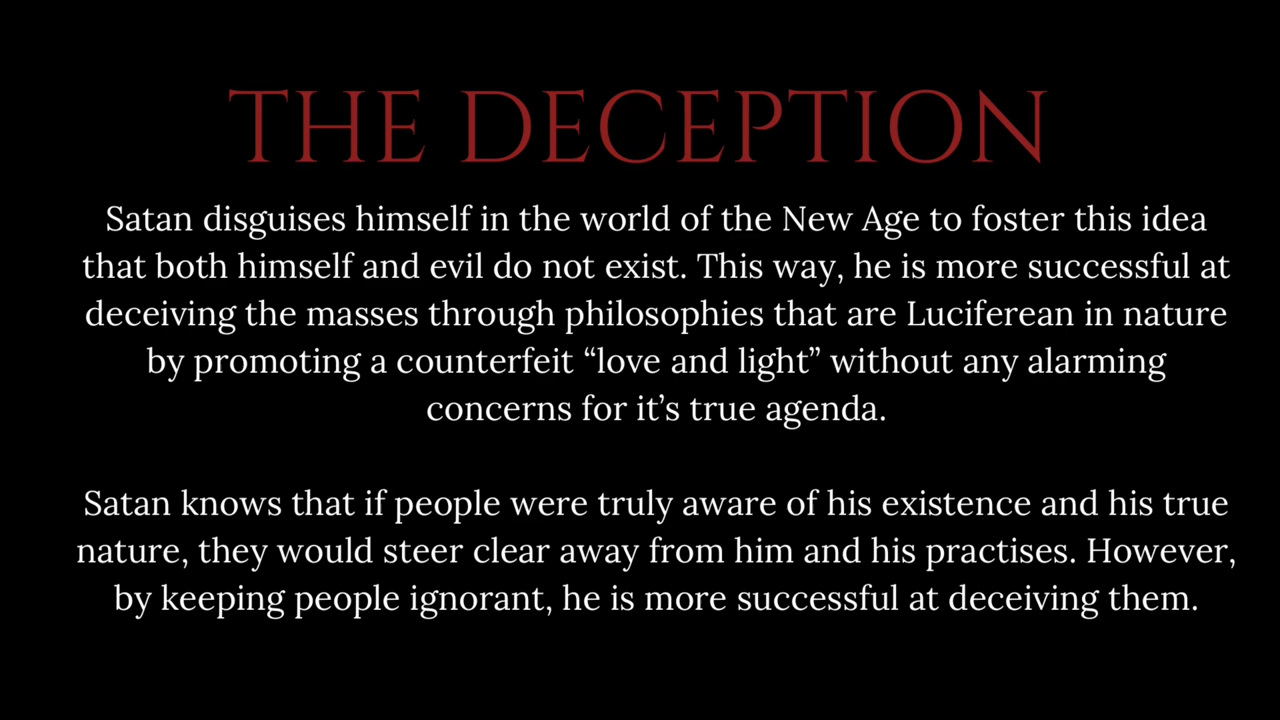 THE DECEPTION
Satan disguises himself in the world of the New Age to foster this idea
that both himself and evil do not exist. This way, he is more successful at
deceiving the masses through philosophies that are Luciferean in nature
by promoting a counterfeit “love and light” without any alarming
concerns for it’s true agenda.
Satan knows that if people were truly aware of his existence and his true
nature, they would steer clear away from him and his practises. However,
by keeping people ignorant, he is more successful at deceiving them.